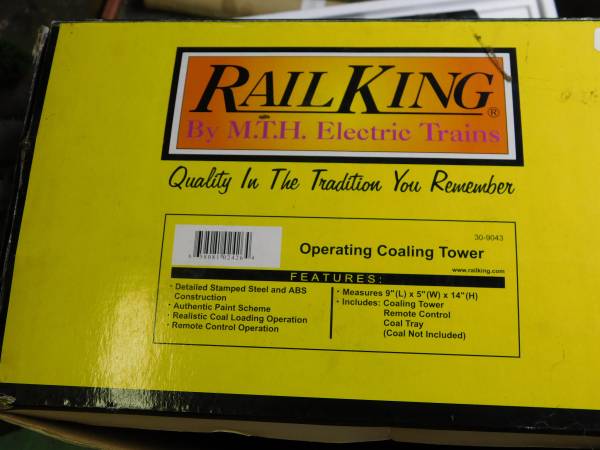 RAILKING®
By M.T.H. Electric Trains
Quality In The Tradition You Remember
30-9043
Operating Coaling Tower
www.railking.com
FEATURES:
· Detailed Stamped Steel and ABS
Construction
· Authentic Paint Scheme
· Realistic Coal Loading Operation
· Remote Control Operation
· Measures 9"(L) x 5"(W) x 14"(H)
· Includes: Coaling Tower
Remote Control
Coal Tray
(Coal Not Included)